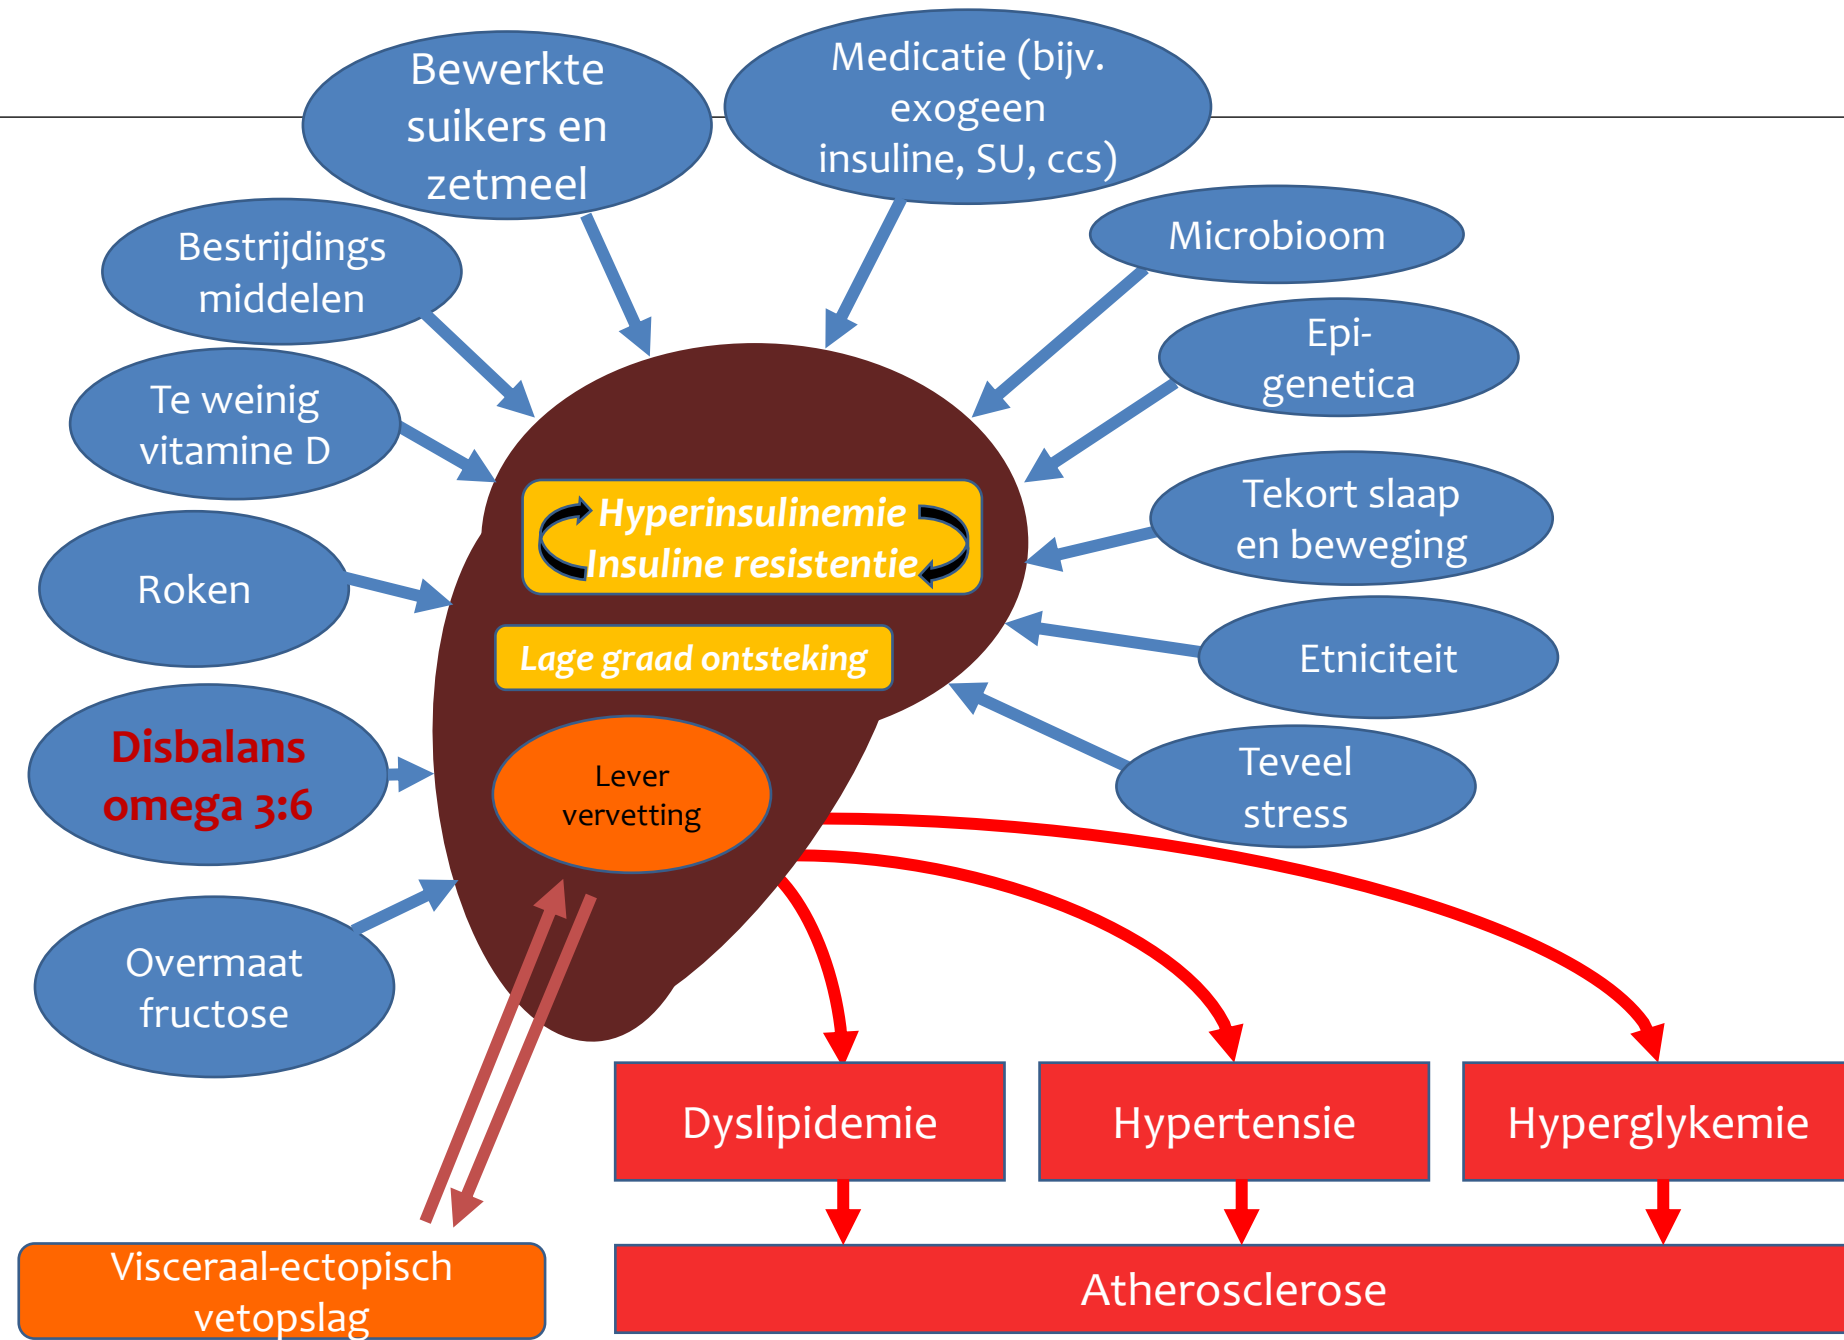 Bewerkte
suikers en
zetmeel
Medicatie (bijv.
exogeen
insuline, SU, ccs)
Bestrijdings
middelen
Microbioom
Te weinig
vitamine D
Epi-
genetica
Roken
Tekort slaap
en beweging
Hyperinsulinemie
Insuline resistentie
Lage graad ontsteking
Etniciteit
Disbalans
omega 3:6
Lever
vervetting
Teveel
stress
Overmaat
fructose
Dyslipidemie
Hypertensie
Hyperglykemie
Visceraal-ectopisch
vetopslag
Atherosclerose